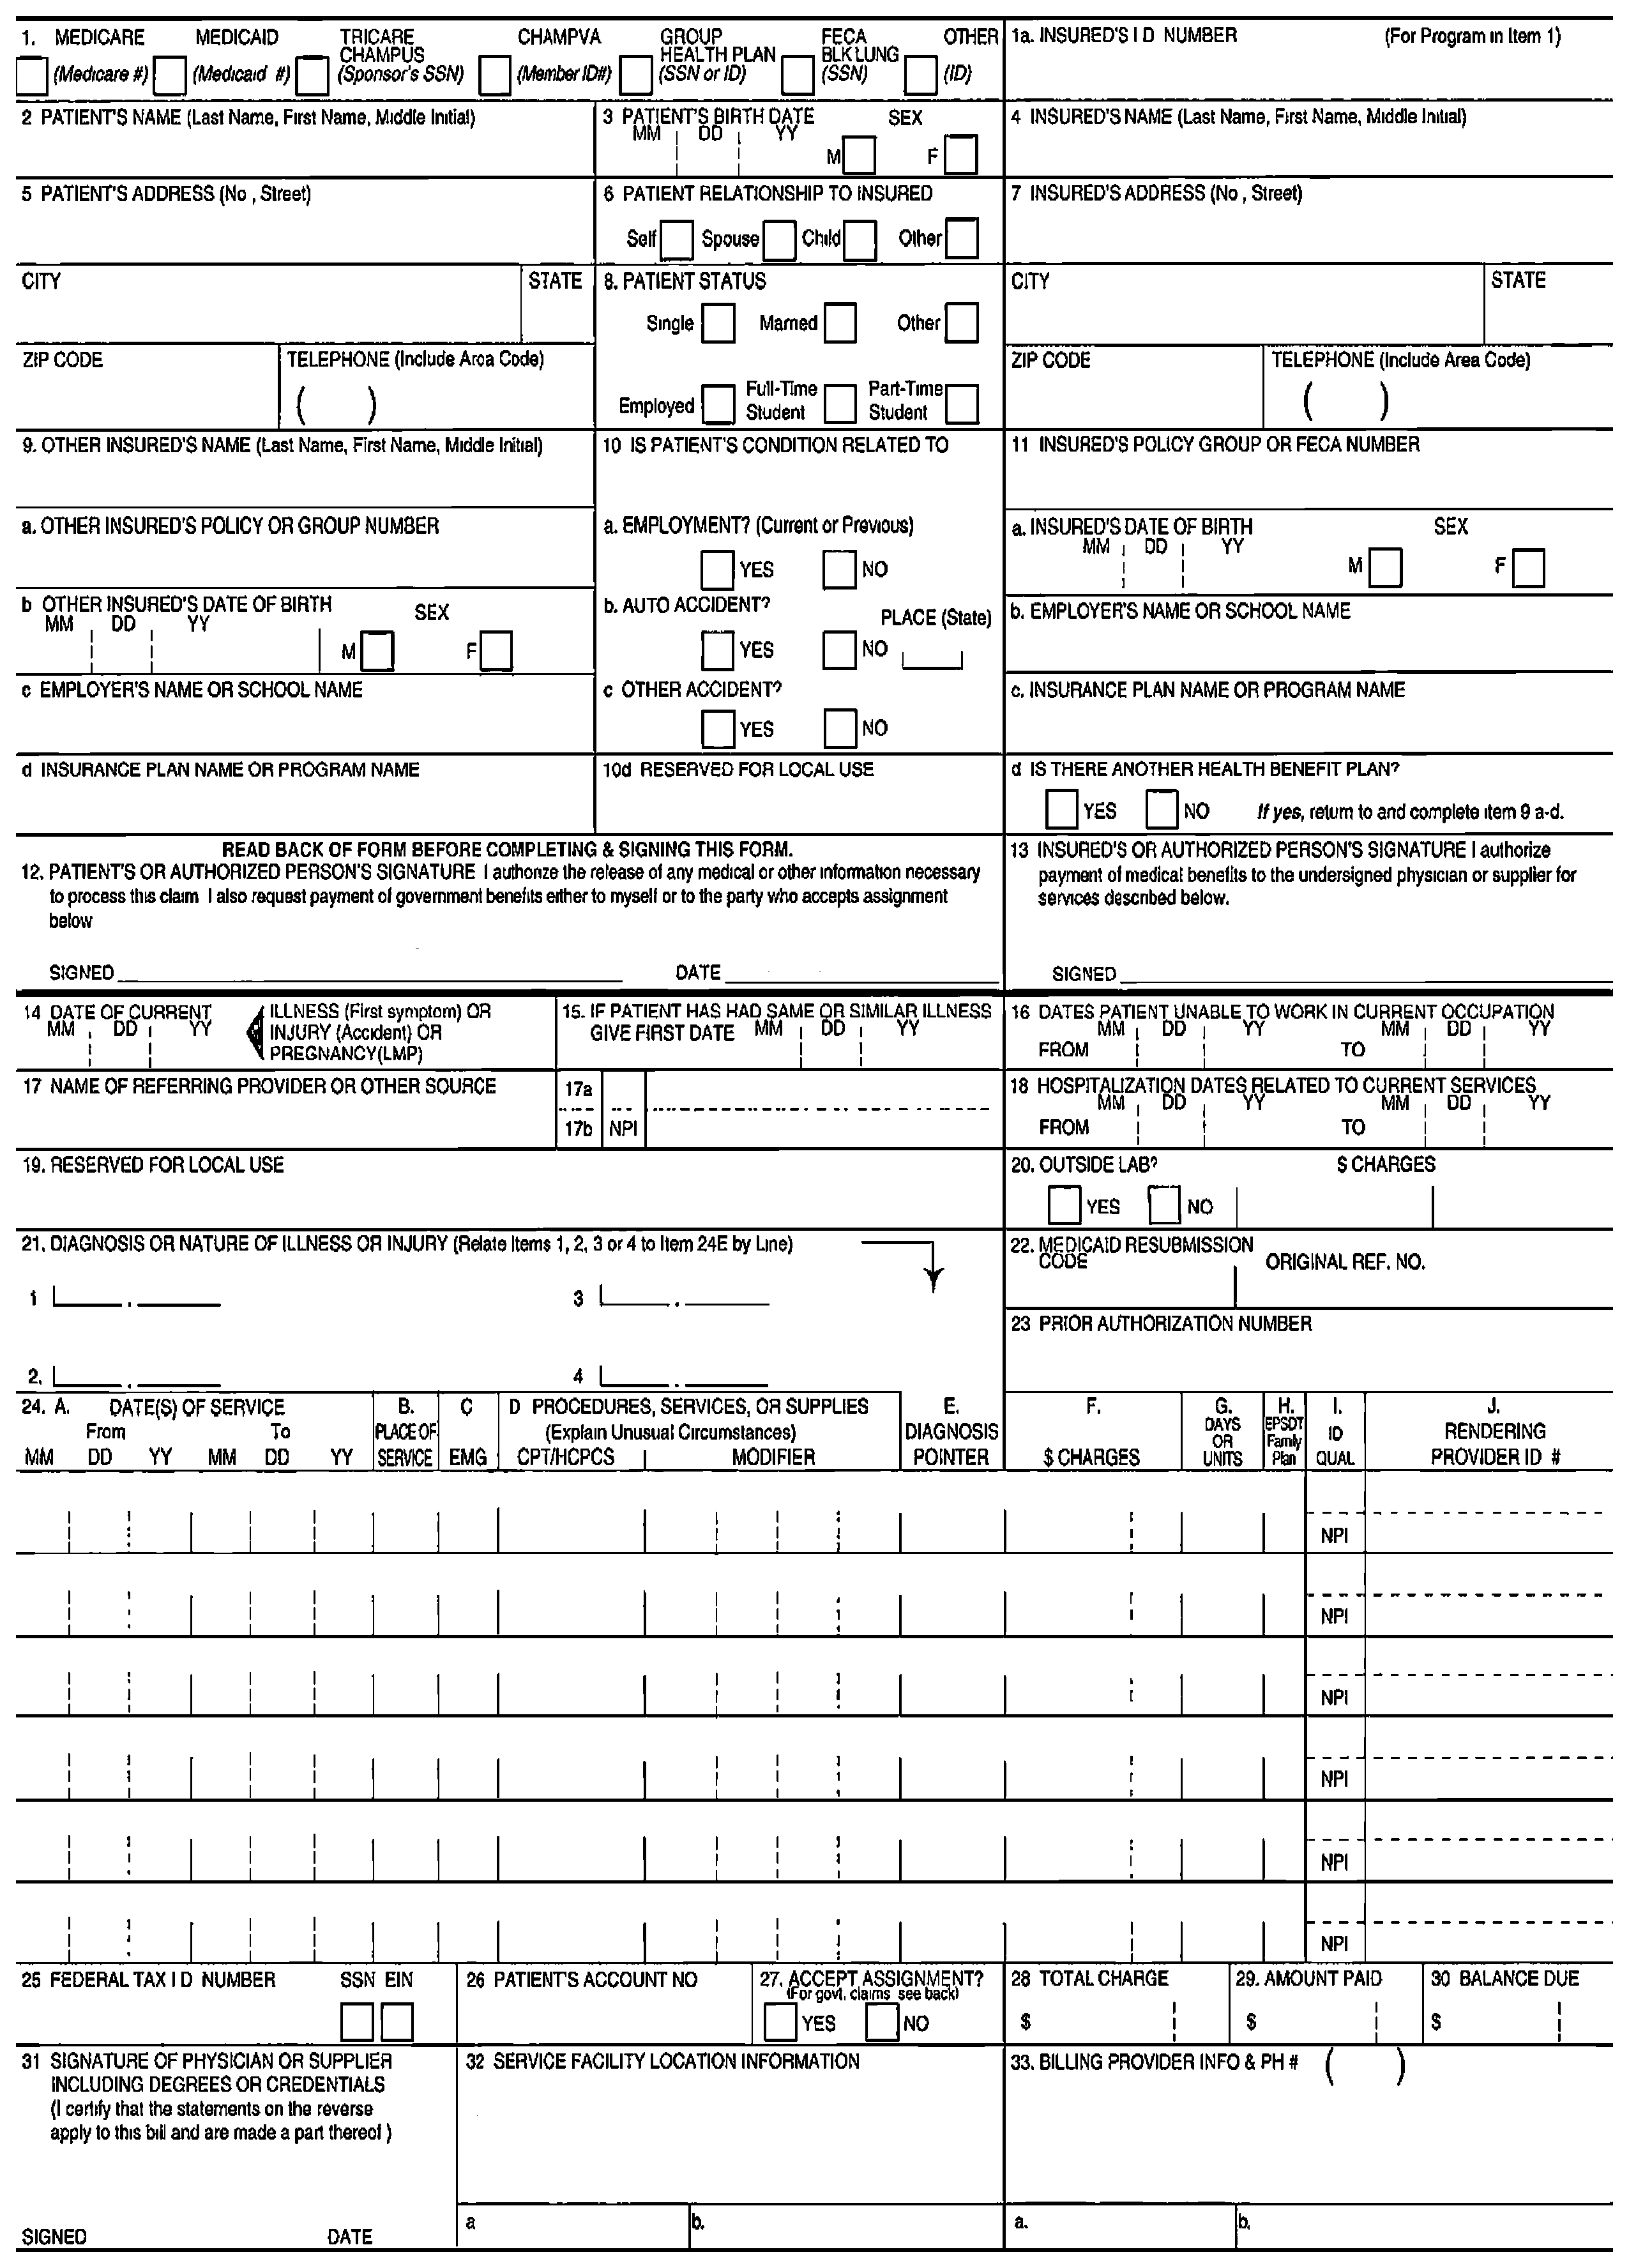 1. MEDICARE MEDICAID TRICARE CHAMPUS CHAMPVA GROUP HEALTH PLAN FECA BLK LUNG OTHER
(Medicare #) (Medicaid #) (Sponsor's SSN) (Member ID#) (SSN or ID) (SSN) (ID)
1a. INSURED'S I D NUMBER (For Program in Item 1)
2 PATIENT'S NAME (Last Name, First Name, Middle Initial)
3 PATIENT'S BIRTH DATE SEX
MM DD YY M F
4 INSURED'S NAME (Last Name, First Name, Middle Initial)
5 PATIENT'S ADDRESS (No , Street)
6 PATIENT RELATIONSHIP TO INSURED
Self Spouse Child Other
7 INSURED'S ADDRESS (No , Street)
CITY STATE
8. PATIENT STATUS
Single Married Other
CITY STATE
ZIP CODE TELEPHONE (Include Area Code)
( )
Employed Full-Time Student Part-Time Student
ZIP CODE TELEPHONE (Include Area Code)
( )
9. OTHER INSURED'S NAME (Last Name, First Name, Middle Initial)
10 IS PATIENT'S CONDITION RELATED TO
11 INSURED'S POLICY GROUP OR FECA NUMBER
a. OTHER INSURED'S POLICY OR GROUP NUMBER
a. EMPLOYMENT? (Current or Previous)
YES NO
a. INSURED'S DATE OF BIRTH SEX
MM DD YY M F
b OTHER INSURED'S DATE OF BIRTH SEX
MM DD YY M F
b. AUTO ACCIDENT? PLACE (State)
YES NO
b. EMPLOYER'S NAME OR SCHOOL NAME
c EMPLOYER'S NAME OR SCHOOL NAME
c OTHER ACCIDENT?
YES NO
c. INSURANCE PLAN NAME OR PROGRAM NAME
d INSURANCE PLAN NAME OR PROGRAM NAME
10d RESERVED FOR LOCAL USE
d IS THERE ANOTHER HEALTH BENEFIT PLAN?
YES NO If yes, return to and complete item 9 a-d.
READ BACK OF FORM BEFORE COMPLETING & SIGNING THIS FORM.
12. PATIENT'S OR AUTHORIZED PERSON'S SIGNATURE I authorize the release of any medical or other information necessary
to process this claim I also request payment of government benefits either to myself or to the party who accepts assignment
below
SIGNED DATE
13 INSURED'S OR AUTHORIZED PERSON'S SIGNATURE I authorize
payment of medical benefits to the undersigned physician or supplier for
services described below.
SIGNED
14 DATE OF CURRENT
MM DD YY
ILLNESS (First symptom) OR
INJURY (Accident) OR
PREGNANCY(LMP)
15. IF PATIENT HAS HAD SAME OR SIMILAR ILLNESS
GIVE FIRST DATE MM DD YY
16 DATES PATIENT UNABLE TO WORK IN CURRENT OCCUPATION
MM DD YY MM DD YY
FROM TO
17 NAME OF REFERRING PROVIDER OR OTHER SOURCE
17a
17b NPI
18 HOSPITALIZATION DATES RELATED TO CURRENT SERVICES
MM DD YY MM DD YY
FROM TO
19. RESERVED FOR LOCAL USE
20. OUTSIDE LAB? $ CHARGES
YES NO
21. DIAGNOSIS OR NATURE OF ILLNESS OR INJURY (Relate Items 1, 2, 3 or 4 to Item 24E by Line)
1 . 3 .
2. . 4 .
22. MEDICAID RESUBMISSION
CODE ORIGINAL REF. NO.
23 PRIOR AUTHORIZATION NUMBER
24. A. DATE(S) OF SERVICE
From To
MM DD YY MM DD YY
B.
PLACE OF
SERVICE
C
EMG
D PROCEDURES, SERVICES, OR SUPPLIES
(Explain Unusual Circumstances)
CPT/HCPCS MODIFIER
E.
DIAGNOSIS
POINTER
F.
$ CHARGES
G.
DAYS
OR
UNITS
H.
EPSDT
Family
Plan
I.
ID
QUAL
J.
RENDERING
PROVIDER ID #
NPI
NPI
NPI
NPI
NPI
NPI
25 FEDERAL TAX I D NUMBER SSN EIN
26 PATIENT'S ACCOUNT NO
27. ACCEPT ASSIGNMENT?
(For govt. claims see back)
YES NO
28 TOTAL CHARGE
$
29. AMOUNT PAID
$
30 BALANCE DUE
$
31 SIGNATURE OF PHYSICIAN OR SUPPLIER
INCLUDING DEGREES OR CREDENTIALS
(I certify that the statements on the reverse
apply to this bill and are made a part thereof )
SIGNED DATE
32 SERVICE FACILITY LOCATION INFORMATION
a b.
33. BILLING PROVIDER INFO & PH # ( )
a. b.